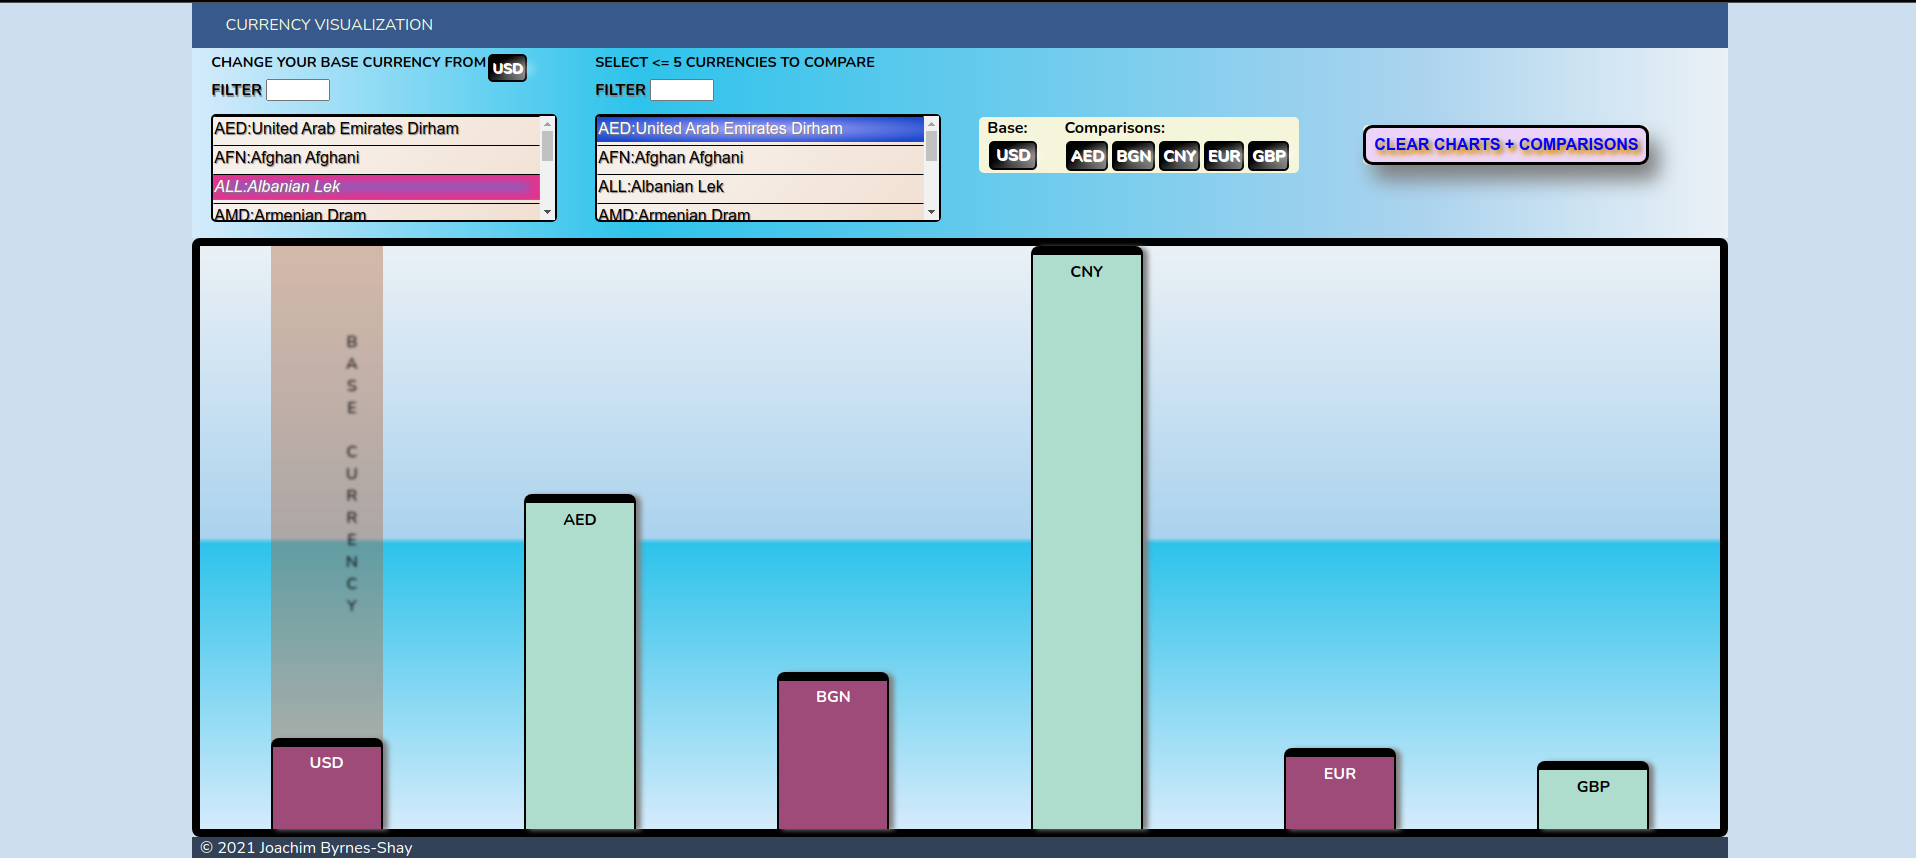 CURRENCY VISUALIZATION
CHANGE YOUR BASE CURRENCY FROM USD
FILTER
AED:United Arab Emirates Dirham
AFN:Afghan Afghani
ALL:Albanian Lek
AMD:Armenian Dram
SELECT <= 5 CURRENCIES TO COMPARE
FILTER
AED:United Arab Emirates Dirham
AFN:Afghan Afghani
ALL:Albanian Lek
AMD:Armenian Dram
Base:
USD
Comparisons:
AED BGN CNY EUR GBP
CLEAR CHARTS + COMPARISONS
BASE CURRENCY
USD
AED
BGN
CNY
EUR
GBP
© 2021 Joachim Byrnes-Shay